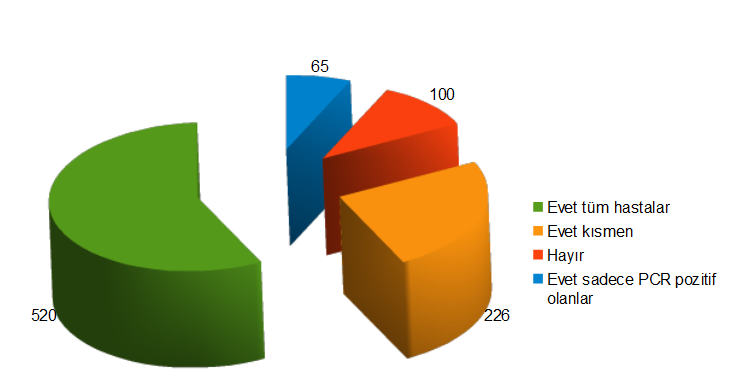 65
100
520
226
Evet tüm hastalar
Evet kısmen
Hayır
Evet sadece PCR pozitif
olanlar